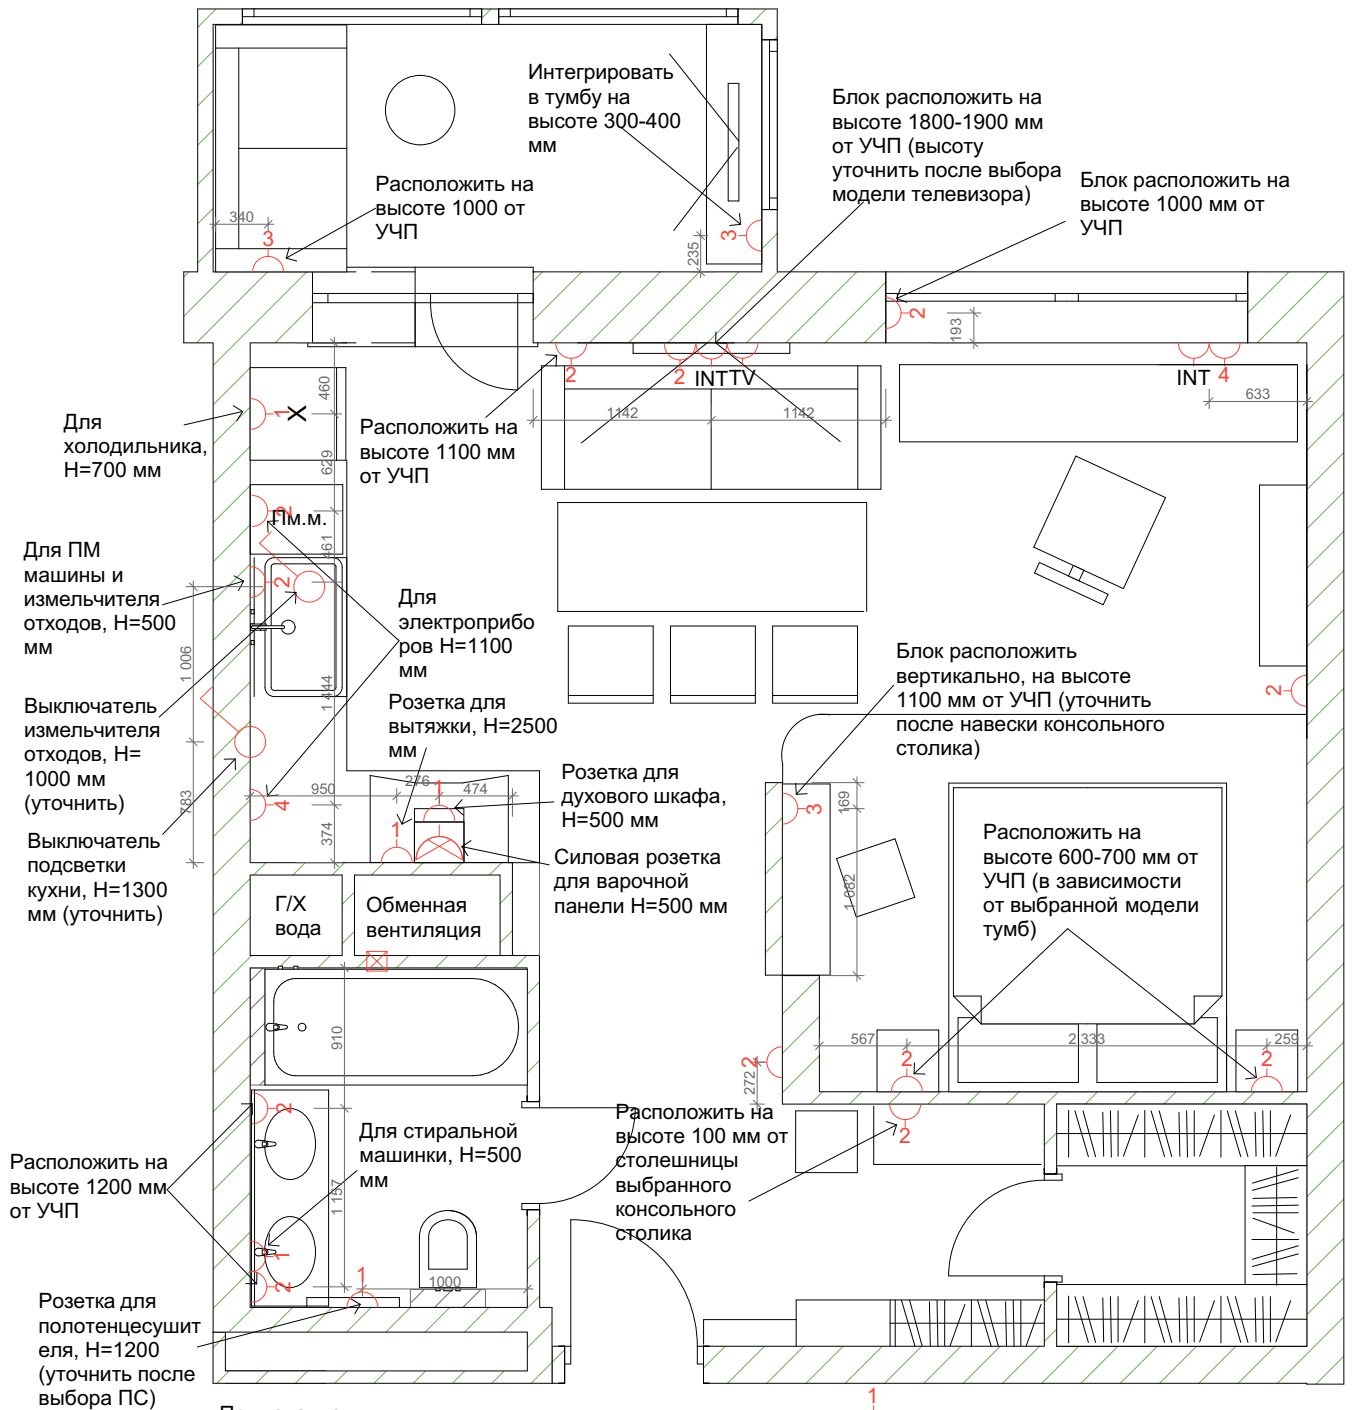 Интегрировать
в тумбу на
высоте 300-400
мм
Блок расположить на
высоте 1800-1900 мм
от УЧП (высоту
уточнить после выбора
модели телевизора)
Блок расположить на
высоте 1000 мм от
УЧП
Расположить на
высоте 1000 от
УЧП
340
3
3
235
2
193
2
2
INT
TV
INT
4
633
1142
1142
Расположить на
высоте 1100 мм
от УЧП
Для
холодильника,
H=700 мм
1
X
460
629
2
Пм.м.
461
Для ПМ
машины и
измельчителя
отходов, H=500
мм
2
1 006
Для
электроприбо
ров H=1100
мм
1 444
Выключатель
измельчителя
отходов, H=
1000 мм
(уточнить)
Розетка для
вытяжки, H=2500
мм
Блок расположить
вертикально, на высоте
1100 мм от УЧП (уточнить
после навески консольного
столика)
2
783
950
276
474
4
374
1
1
Розетка для
духового шкафа,
H=500 мм
Силовая розетка
для варочной
панели H=500 мм
Выключатель
подсветки
кухни, H=1300
мм (уточнить)
3
169
1 082
Расположить на
высоте 600-700 мм от
УЧП (в зависимости
от выбранной модели
тумб)
Г/Х
вода
Обменная
вентиляция
910
567
2 333
259
2
2
2
272
2
Расположить на
высоте 100 мм от
столешницы
выбранного
консольного
столика
2
Для стиральной
машинки, H=500
мм
1 157
Расположить на
высоте 1200 мм
от УЧП
1
2
1
1000
Розетка для
полотенцесушит
еля, H=1200
(уточнить после
выбора ПС)
1